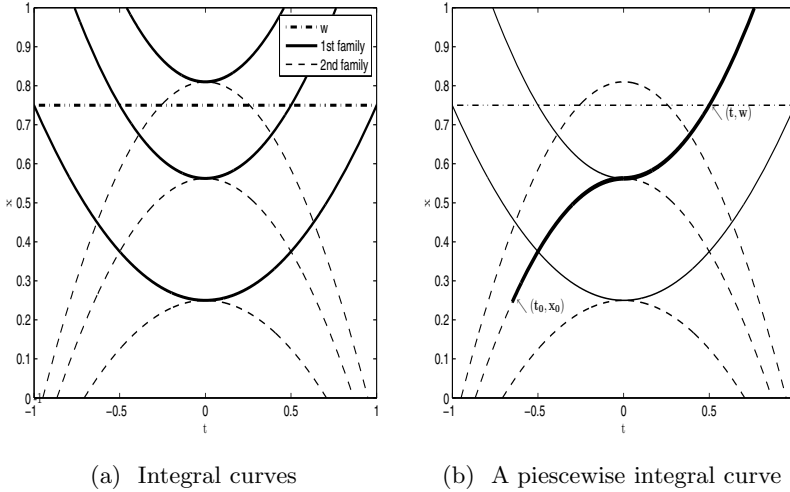 1
0.9
0.8
0.7
0.6
0.5
0.4
0.3
0.2
0.1
0
-1
-0.5
0
0.5
1
x
t
w
1st family
2nd family
(a) Integral curves
1
0.9
0.8
0.7
0.6
0.5
0.4
0.3
0.2
0.1
0
-1
-0.5
0
0.5
x
t
(t, w)
(t0, x0)
(b) A piescewise integral curve